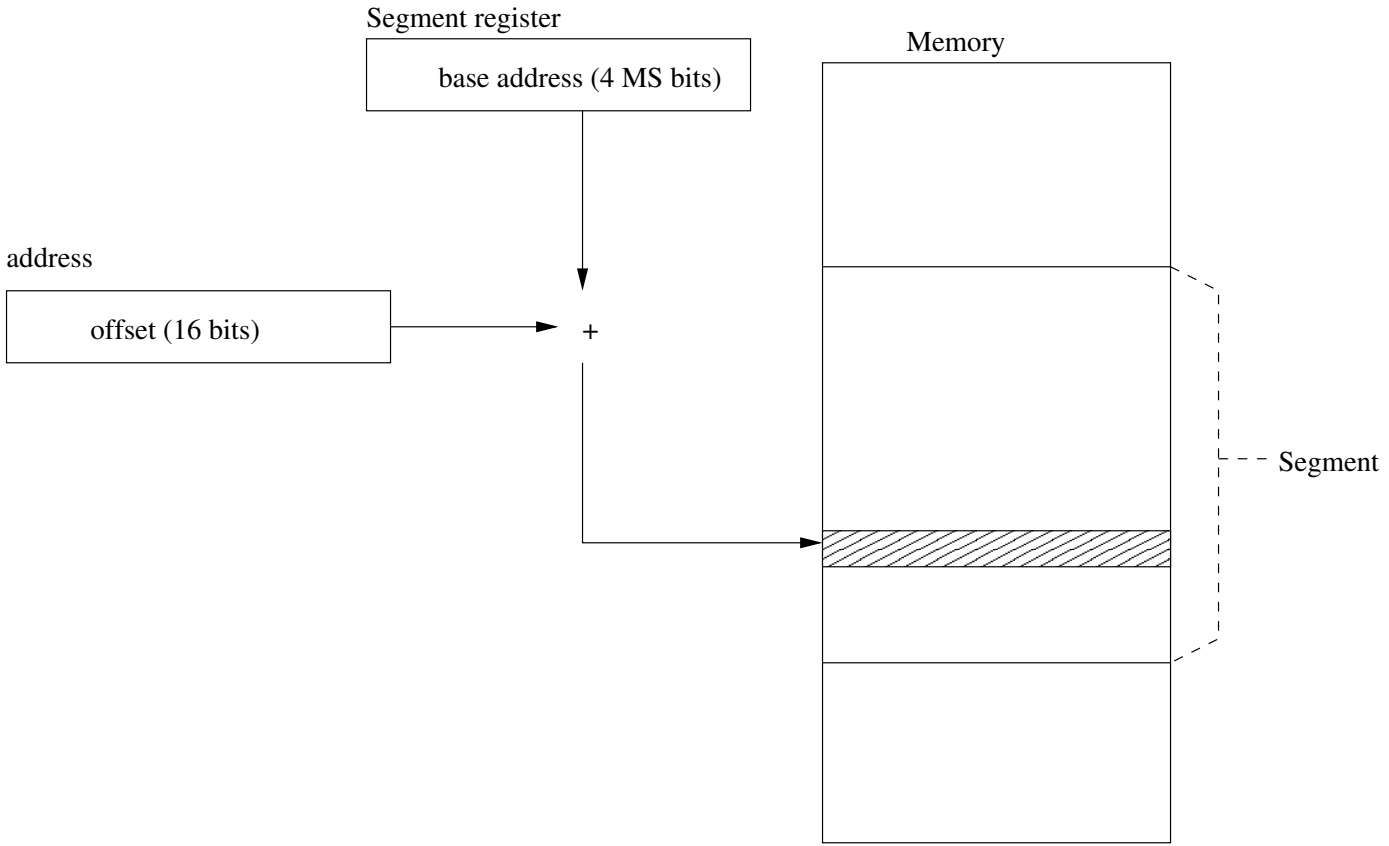 Segment register
Memory
base address (4 MS bits)
address
offset (16 bits)
+
Segment